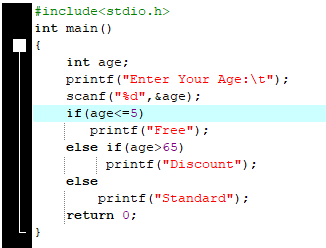 #include<stdio.h>
int main()
{
int age;
printf("Enter Your Age:\t");
scanf("%d",&age);
if(age<=5)
printf("Free");
else if(age>65)
printf("Discount");
else
printf("Standard");
return 0;
}